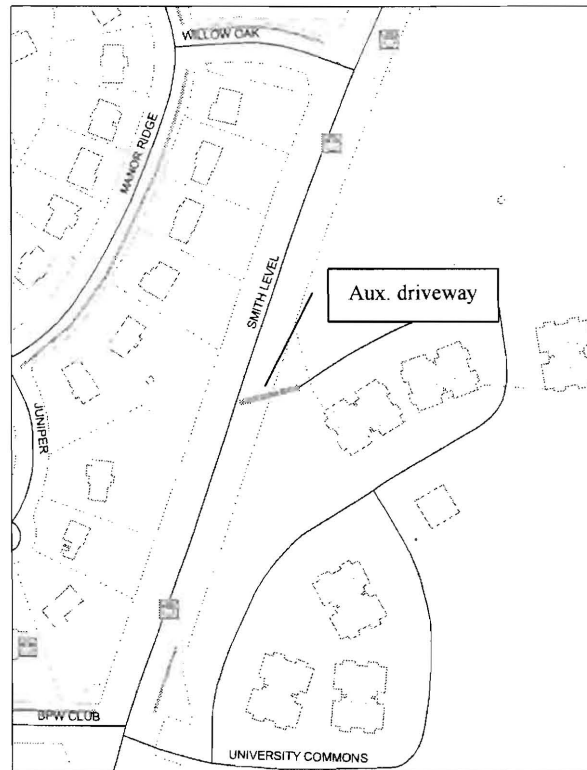 WILLOW OAK
MANOR RIDGE
SMITH LEVEL
Aux. driveway
JUNIPER
BPW CLUB
UNIVERSITY COMMONS